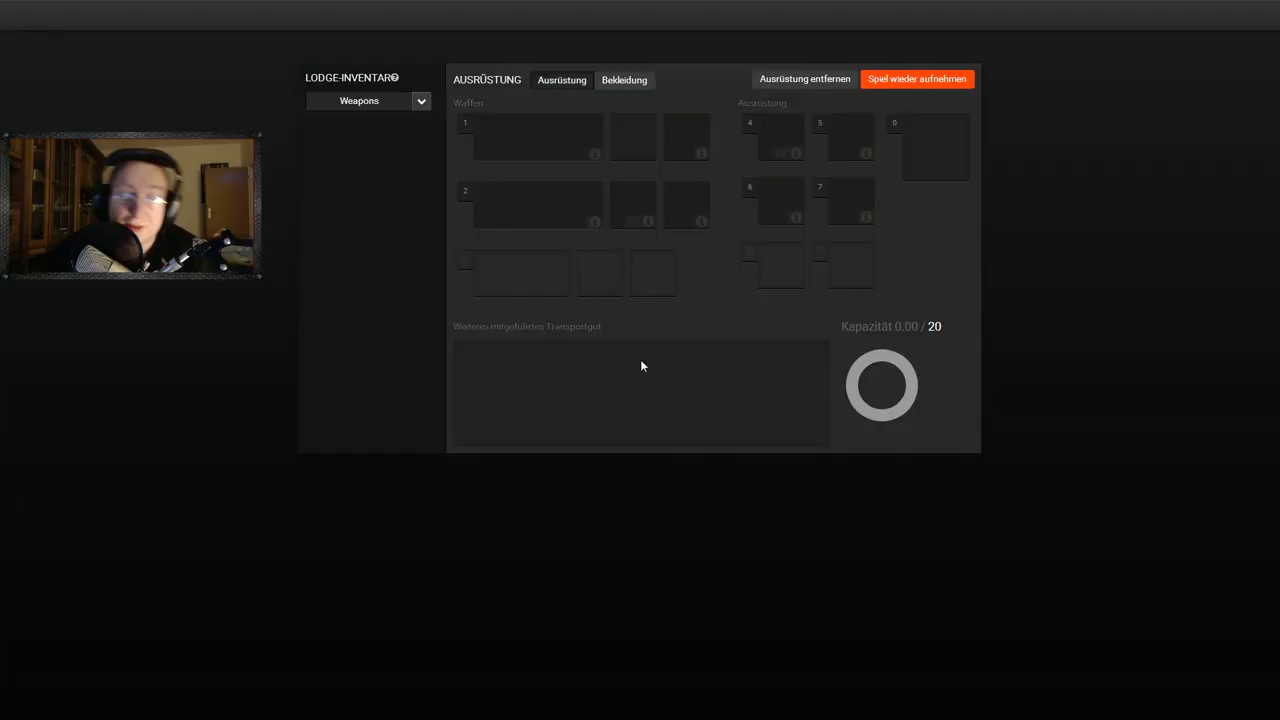 LODGE-INVENTAR
Weapons
AUSRÜSTUNG
Ausrüstung
Bekleidung
Ausrüstung entfernen
Spiel wieder aufnehmen
Waffen
Ausrüstung
1
4
5
0
2
6
7
Weiteres mitgeführtes Transportgut
Kapazität 0.00 / 20